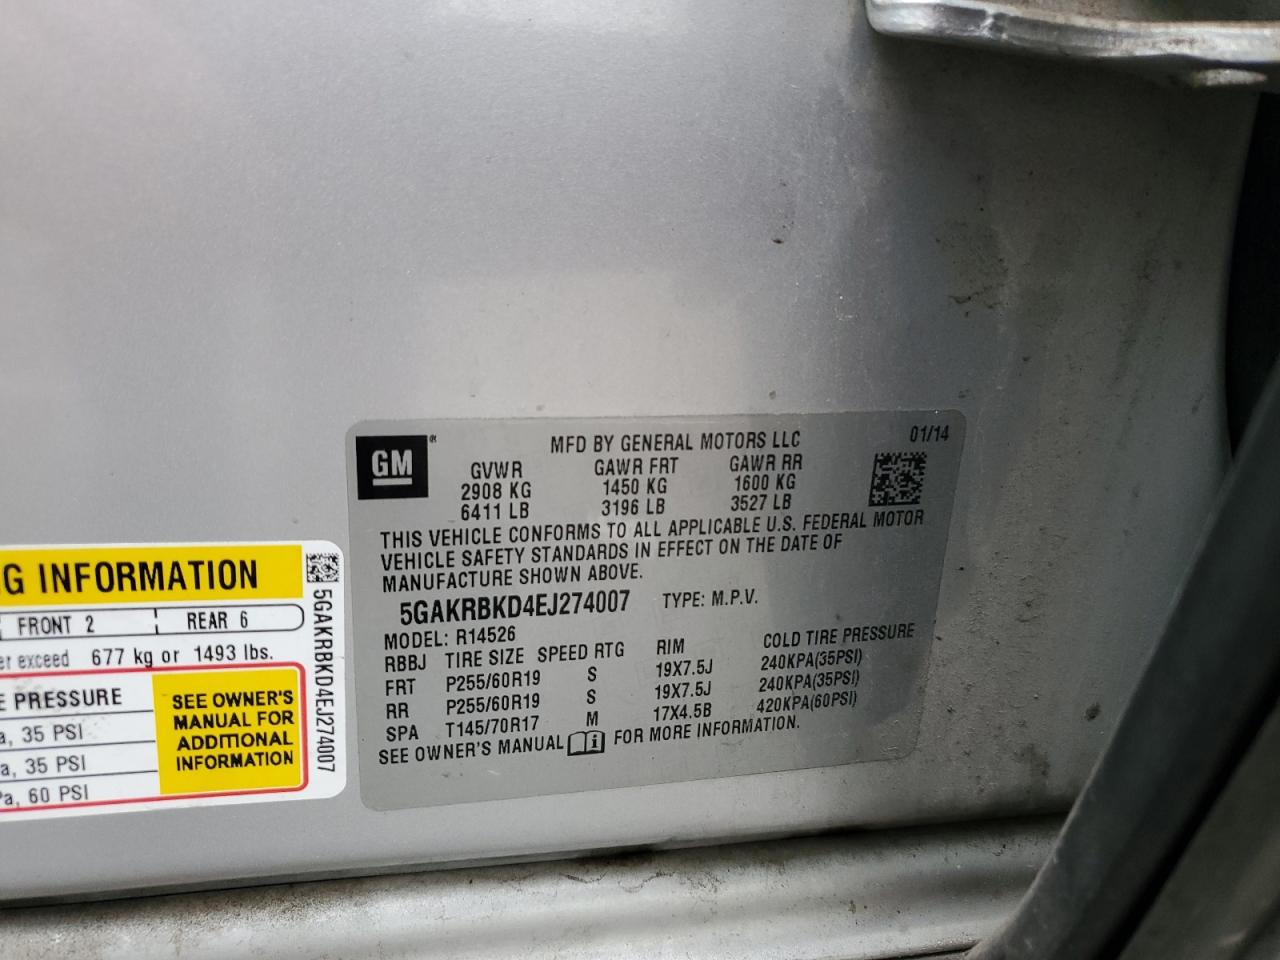 GM®
MFD BY GENERAL MOTORS LLC 01/14
GVWR GAWR FRT GAWR RR
2908 KG 1450 KG 1600 KG
6411 LB 3196 LB 3527 LB
THIS VEHICLE CONFORMS TO ALL APPLICABLE U.S. FEDERAL MOTOR
VEHICLE SAFETY STANDARDS IN EFFECT ON THE DATE OF
MANUFACTURE SHOWN ABOVE.
5GAKRBKD4EJ274007 TYPE: M.P.V.
MODEL: R14526
RBBJ TIRE SIZE SPEED RTG RIM COLD TIRE PRESSURE
FRT P255/60R19 S 19X7.5J 240KPA(35PSI)
RR P255/60R19 S 19X7.5J 240KPA(35PSI)
SPA T145/70R17 M 17X4.5B 420KPA(60PSI)
SEE OWNER'S MANUAL FOR MORE INFORMATION.
G INFORMATION
FRONT 2 REAR 6
er exceed 677 kg or 1493 lbs.
E PRESSURE
a, 35 PSI
a, 35 PSI
Pa, 60 PSI
SEE OWNER'S
MANUAL FOR
ADDITIONAL
INFORMATION
5GAKRBKD4EJ274007